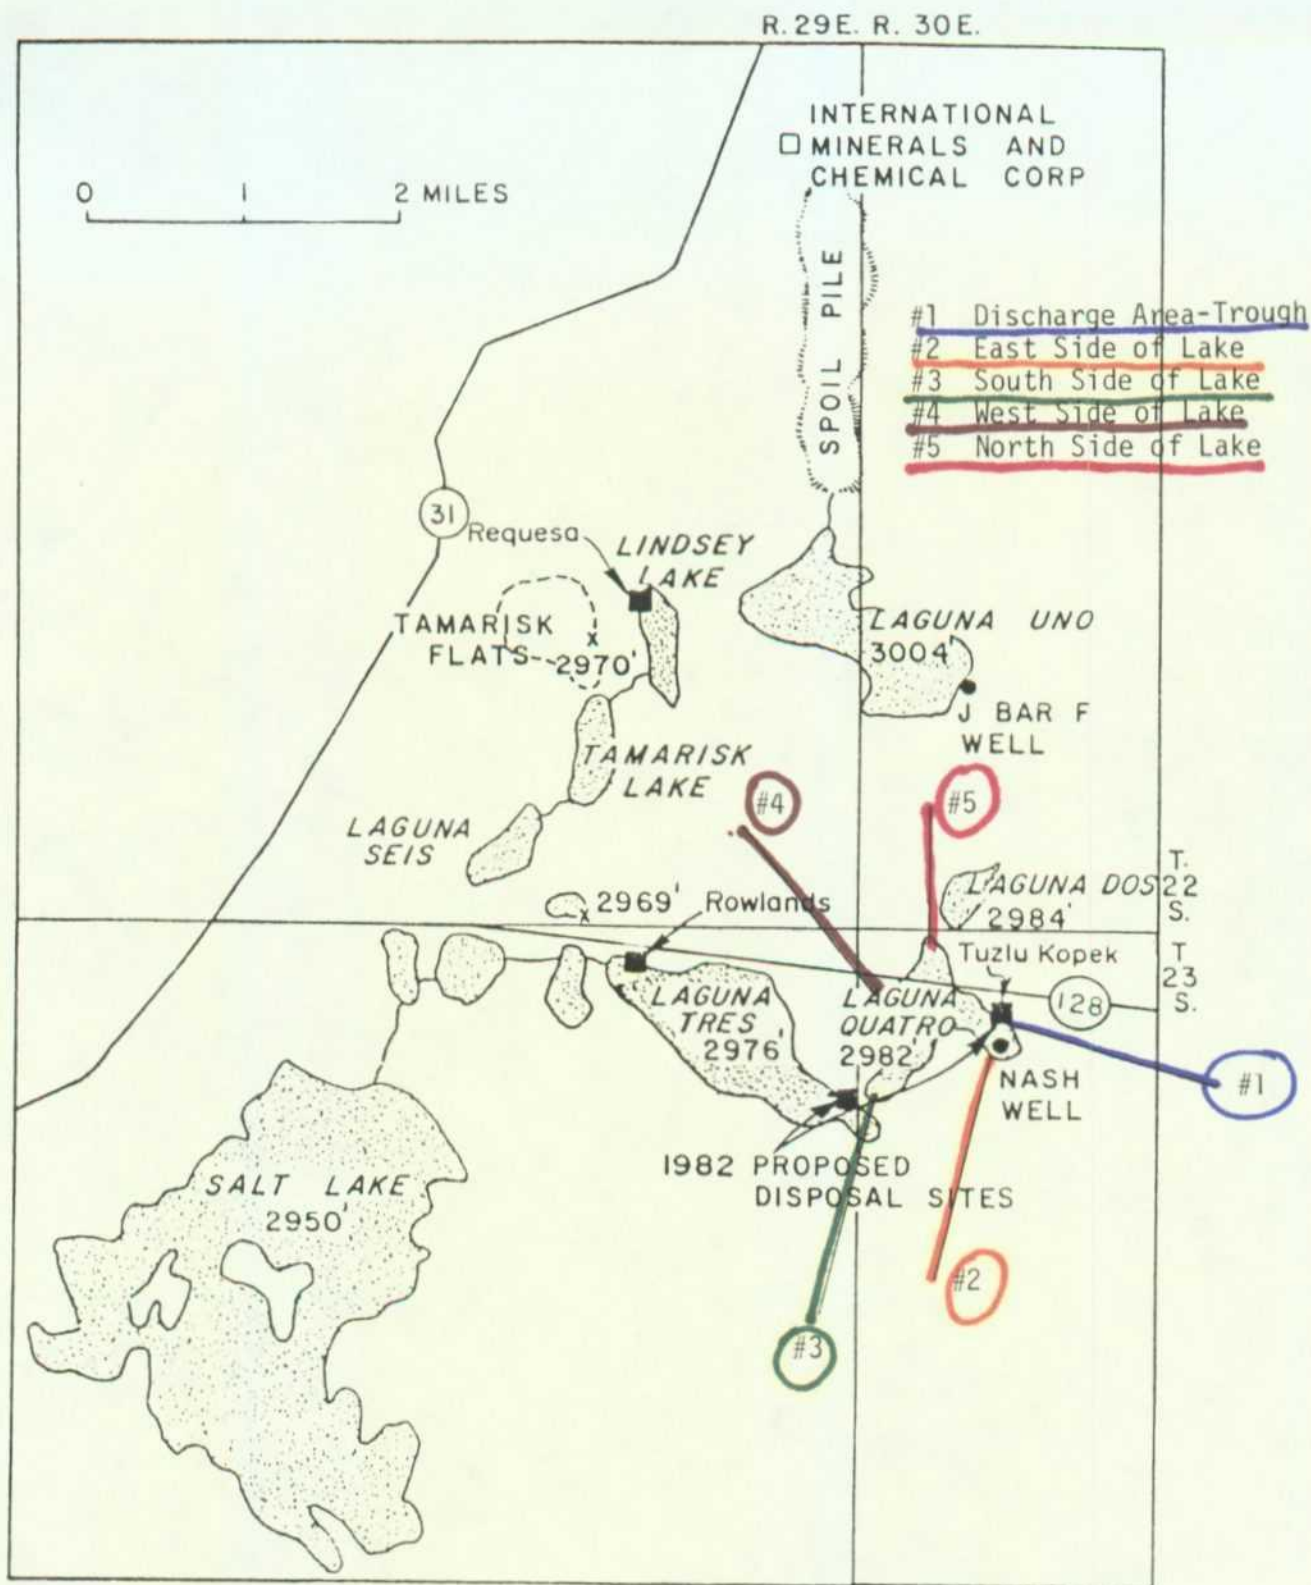 R. 29E. R. 30E.
INTERNATIONAL
MINERALS AND
CHEMICAL CORP
0 1 2 MILES
SPOIL PILE
#1 Discharge Area-Trough
#2 East Side of Lake
#3 South Side of Lake
#4 West Side of Lake
#5 North Side of Lake
31
Requesa
LINDSEY
LAKE
TAMARISK
FLATS
x
2970'
LAGUNA UNO
3004'
J BAR F
WELL
TAMARISK
LAKE
#4
#5
LAGUNA
SEIS
T.
22
S.
LAGUNA DOS
2984'
2969'
x
Rowlands
Tuzlu Kopek
T
23
S.
128
LAGUNA
TRES
2976'
LAGUNA
QUATRO
2982'
NASH
WELL
#1
1982 PROPOSED
DISPOSAL SITES
SALT LAKE
2950'
#2
#3